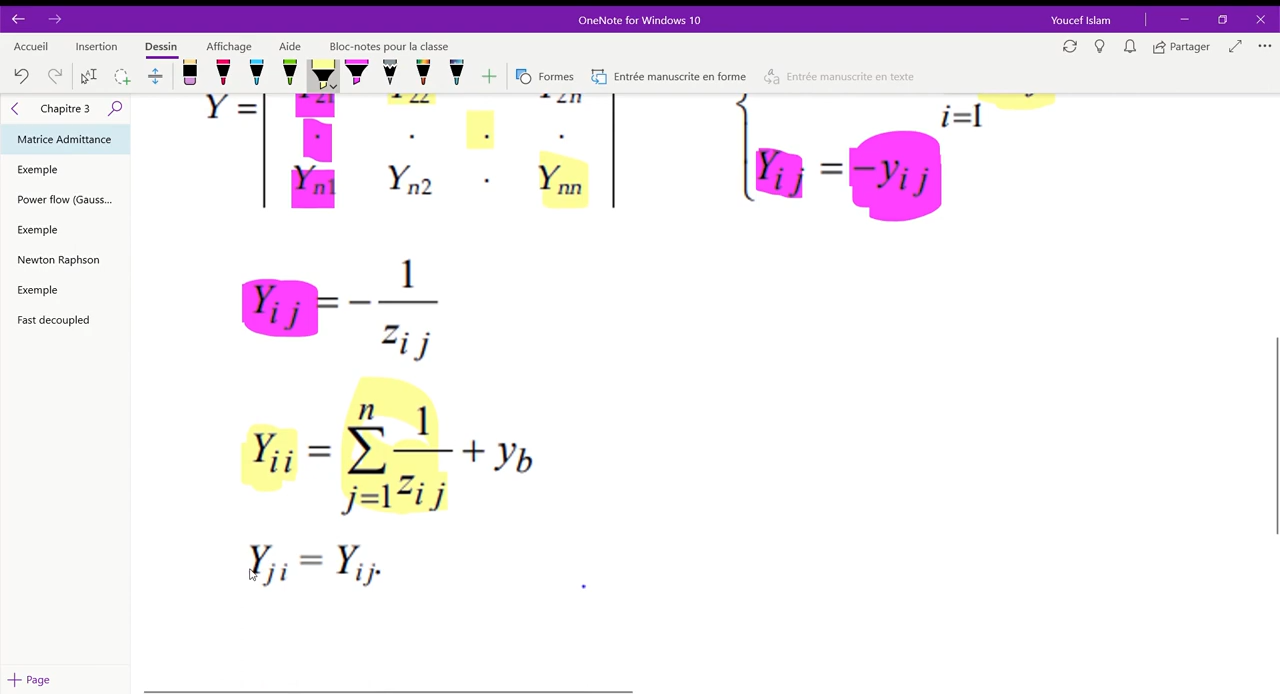 OneNote for Windows 10
Youcef Islam
Accueil Insertion Dessin Affichage Aide Bloc-notes pour la classe
Partager
Formes Entrée manuscrite en forme Entrée manuscrite en texte
Chapitre 3
Matrice Admittance
Exemple
Power flow (Gauss...
Exemple
Newton Raphson
Exemple
Fast decoupled
Page
Y = Y21 Y22 Y2n
. . . .
Yn1 Yn2 . Ynn
i=1
Yij = −yij
Yij = − 1/zij
Yii = ∑ n j=1 1/zij + yb
Yji = Yij.